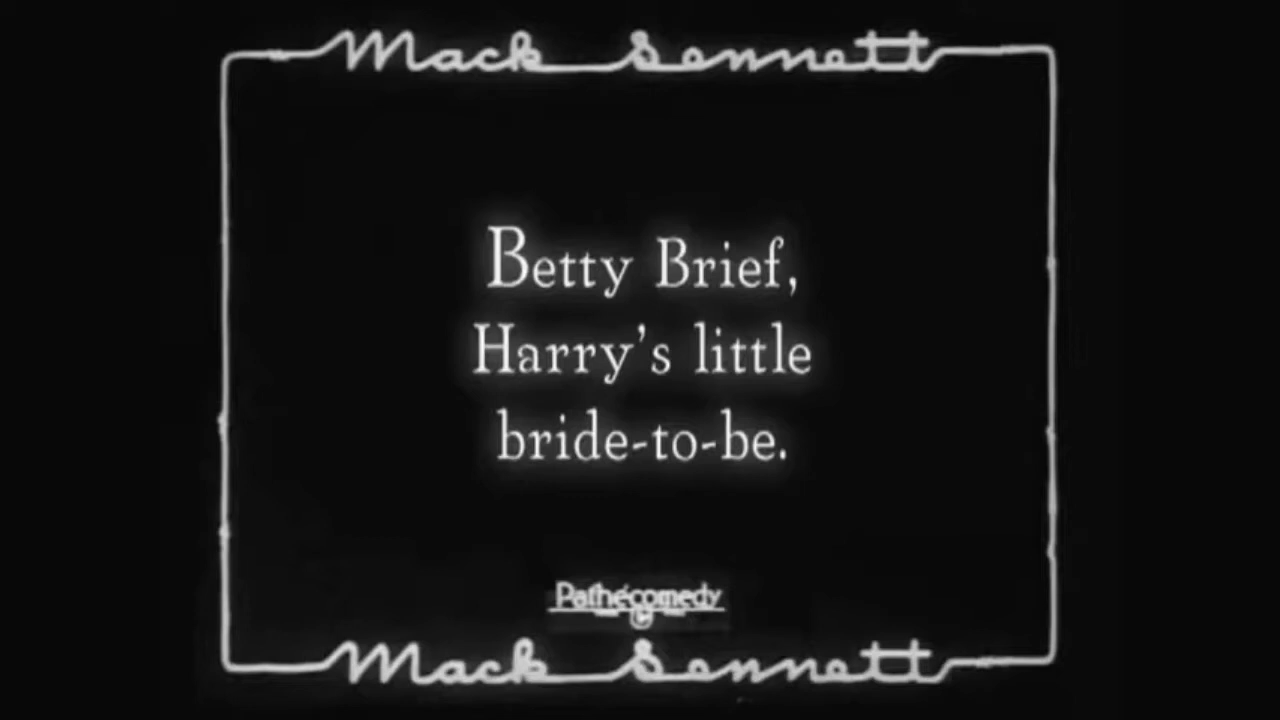 Mack Sennett
Betty Brief,
Harry's little
bride-to-be.
Pathécomedy
Mack Sennett